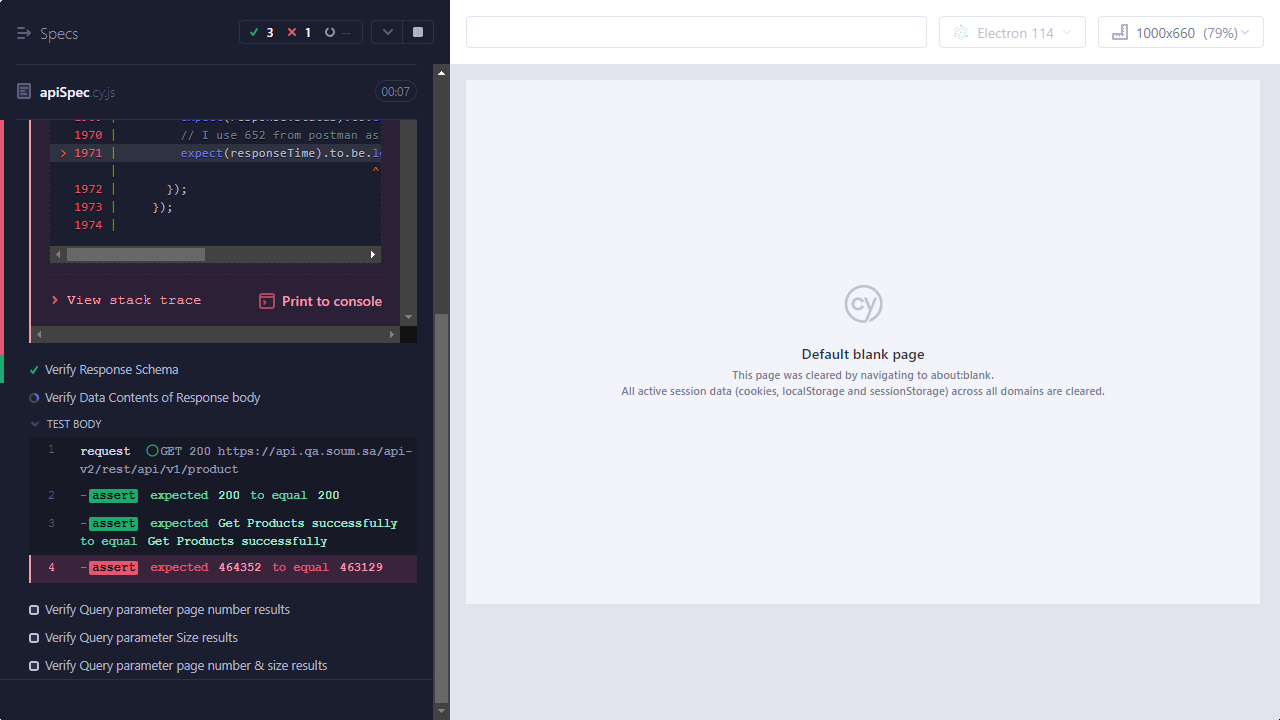 Specs
3 1 --
Electron 114
1000x660 (79%)
apiSpec.cy.js
00:07
1970 | // I use 652 from postman as
> 1971 | expect(responseTime).to.be.l
| ^
1972 | });
1973 | });
1974 |
View stack trace
Print to console
Verify Response Schema
Verify Data Contents of Response body
TEST BODY
1 request GET 200 https://api.qa.soum.sa/api-
v2/rest/api/v1/product
2 -assert expected 200 to equal 200
3 -assert expected Get Products successfully
to equal Get Products successfully
4 -assert expected 464352 to equal 463129
Verify Query parameter page number results
Verify Query parameter Size results
Verify Query parameter page number & size results
cy
Default blank page
This page was cleared by navigating to about:blank.
All active session data (cookies, localStorage and sessionStorage) across all domains are cleared.